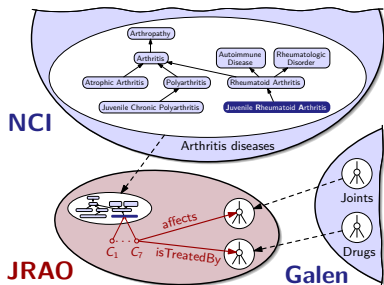 Arthropathy
Arthritis
Autoimmune
Disease
Rheumatologic
Disorder
Atrophic Arthritis
Polyarthritis
Rheumatoid Arthritis
Juvenile Chronic Polyarthritis
Juvenile Rheumatoid Arthritis
NCI
Arthritis diseases
affects
Joints
C1 ... C7
isTreatedBy
Drugs
JRAO
Galen